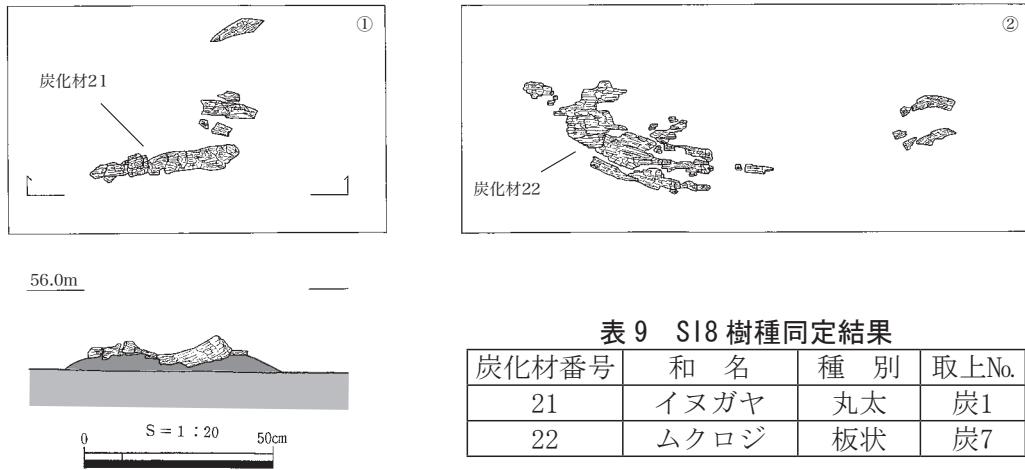 ①
炭化材21
②
炭化材22
56.0m
S＝1：20
0 50cm
表9 SI8樹種同定結果
炭化材番号 和 名 種 別 取上No.
21 イヌガヤ 丸太 炭1
22 ムクロジ 板状 炭7